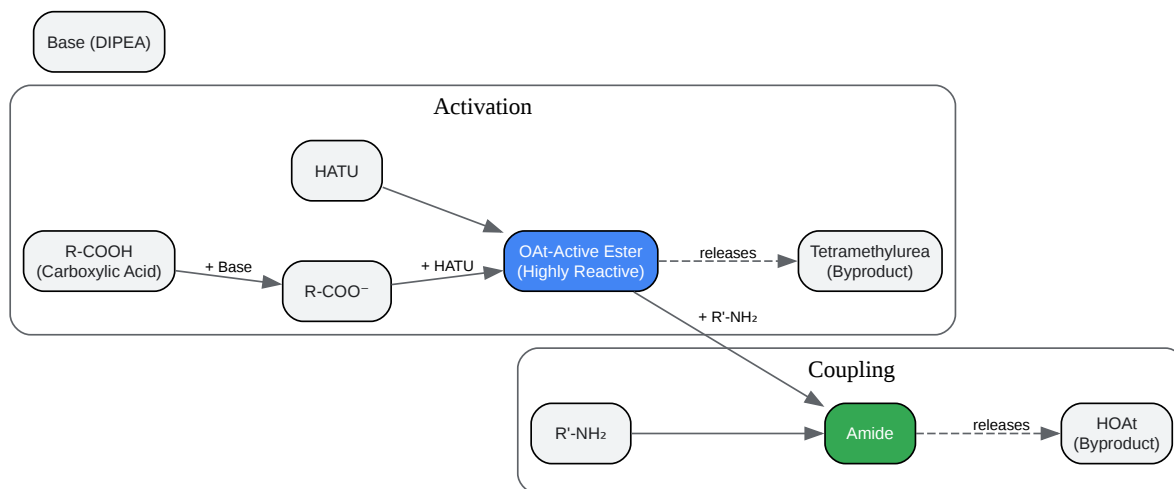 Base (DIPEA)
Activation
HATU
R-COOH
(Carboxylic Acid)
+ Base
R-COO⁻
+ HATU
OAt-Active Ester
(Highly Reactive)
releases
Tetramethylurea
(Byproduct)
+ R'-NH₂
Coupling
R'-NH₂
Amide
releases
HOAt
(Byproduct)